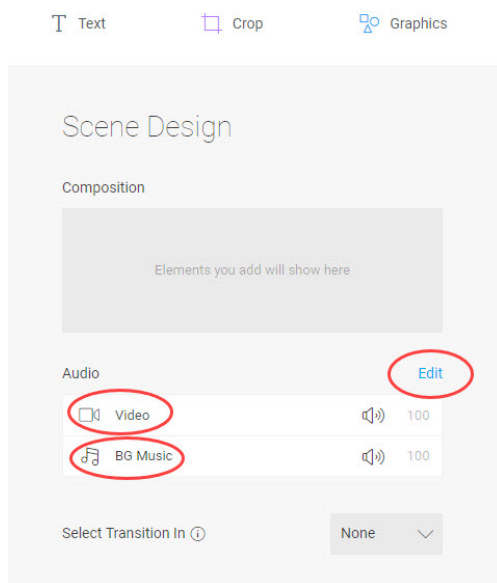 Text Crop Graphics
Scene Design
Composition
Elements you add will show here
Audio Edit
Video 100
BG Music 100
Select Transition In None